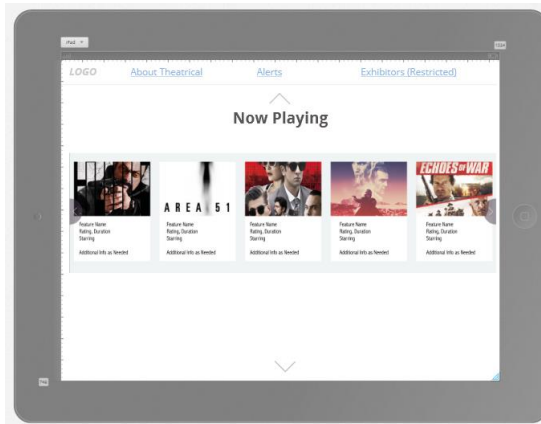 LOGO
About Theatrical
Alerts
Exhibitors (Restricted)
Now Playing
AREA 51
ECHOES OF WAR
Feature Name
Rating, Duration
Starring
Additional Info as Needed
Feature Name
Rating, Duration
Starring
Additional Info as Needed
Feature Name
Rating, Duration
Starring
Additional Info as Needed
Feature Name
Rating, Duration
Starring
Additional Info as Needed
Feature Name
Rating, Duration
Starring
Additional Info as Needed